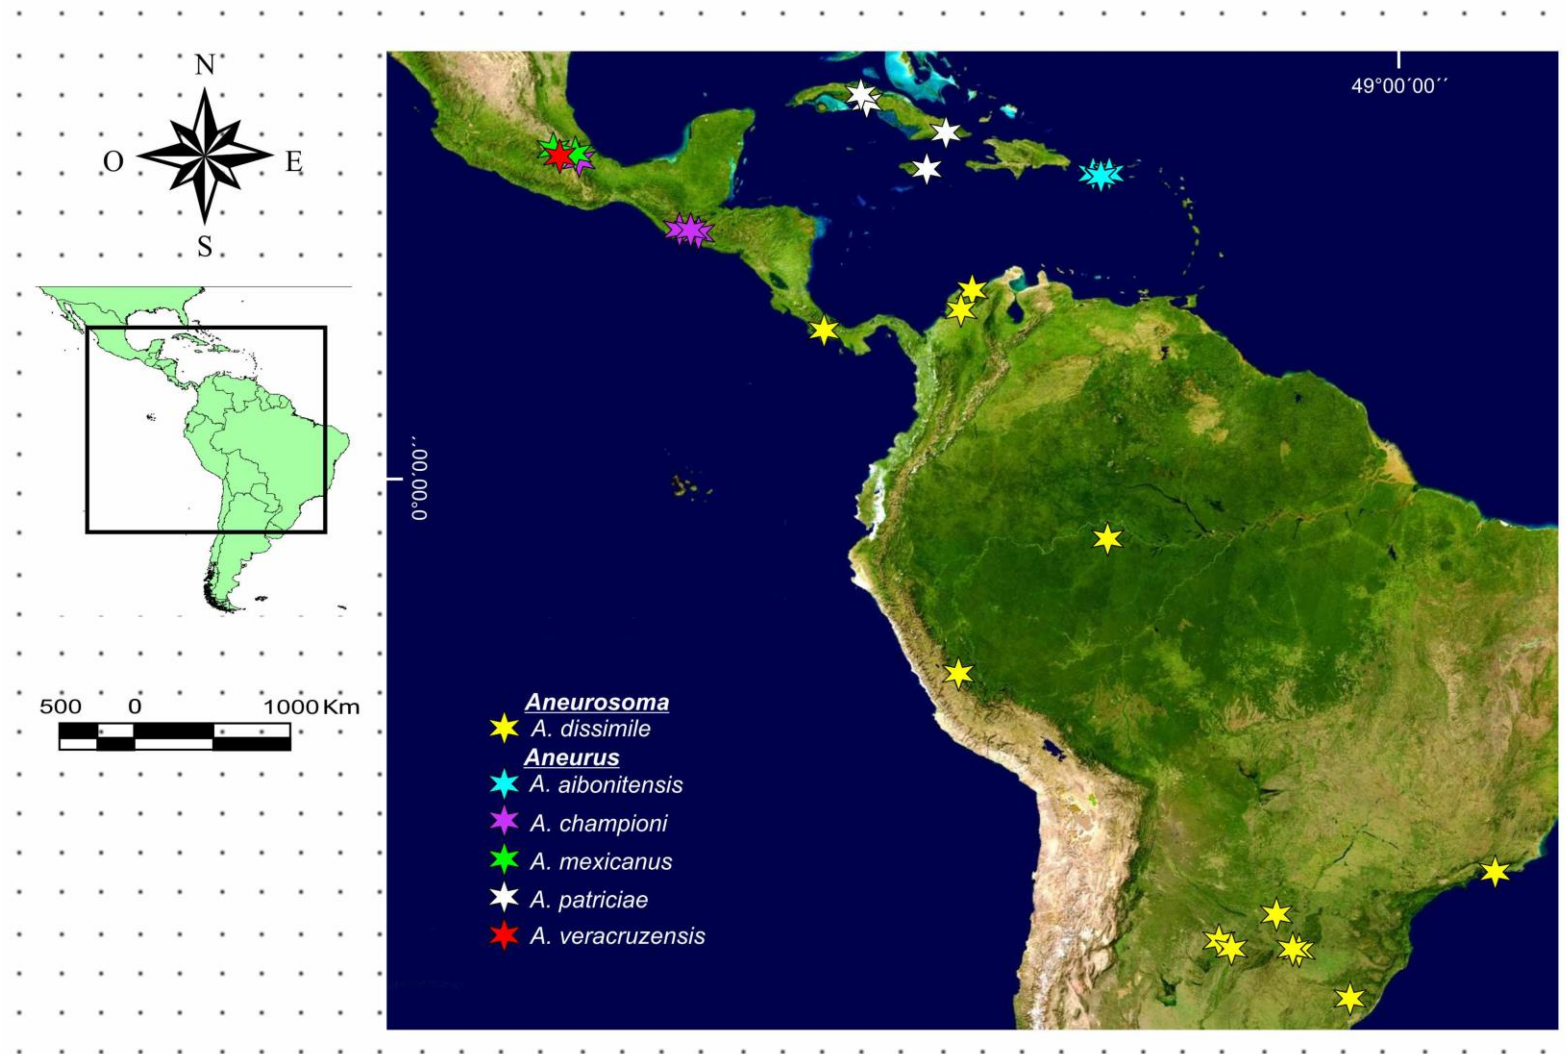 N
O
E
S
49°00´00´´
0°00´00´´
500 0 1000 Km
Aneurosoma
A. dissimile
Aneurus
A. aibonitensis
A. championi
A. mexicanus
A. patriciae
A. veracruzensis